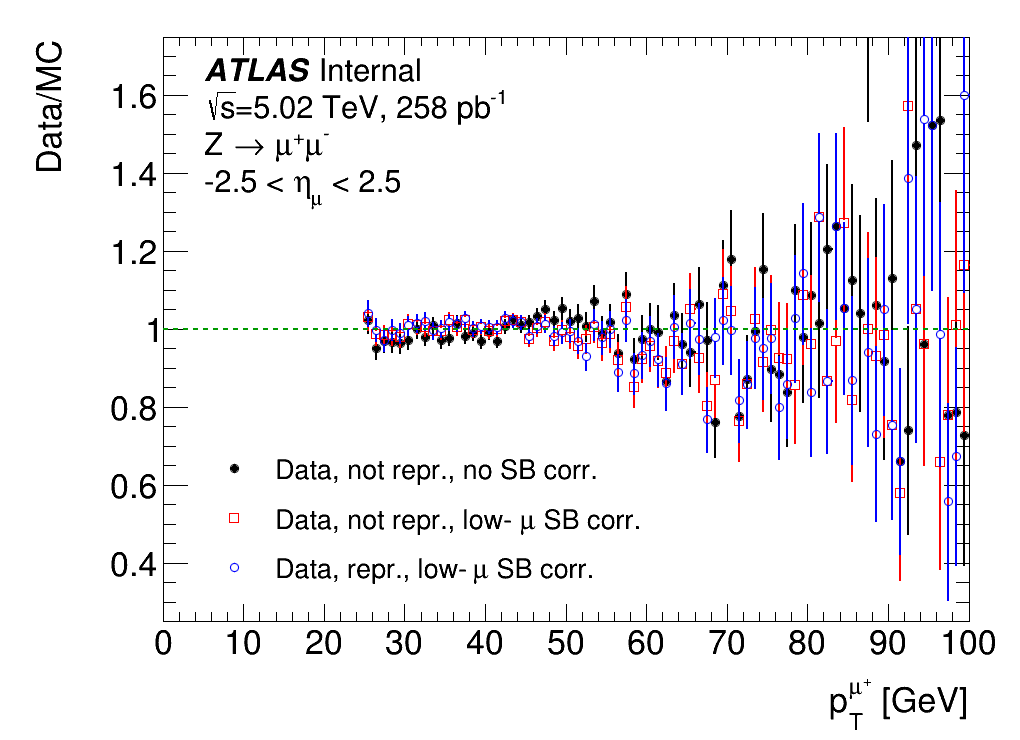 Data/MC
ATLAS Internal
√s=5.02 TeV, 258 pb⁻¹
Z → μ⁺μ⁻
-2.5 < η_μ < 2.5
1.6
1.4
1.2
1
0.8
0.6
0.4
Data, not repr., no SB corr.
Data, not repr., low- μ SB corr.
Data, repr., low- μ SB corr.
0 10 20 30 40 50 60 70 80 90 100
p_T^μ⁺ [GeV]